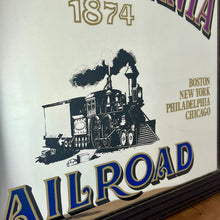 1874
BOSTON
NEW YORK
PHILADELPHIA
CHICAGO
AILROAD